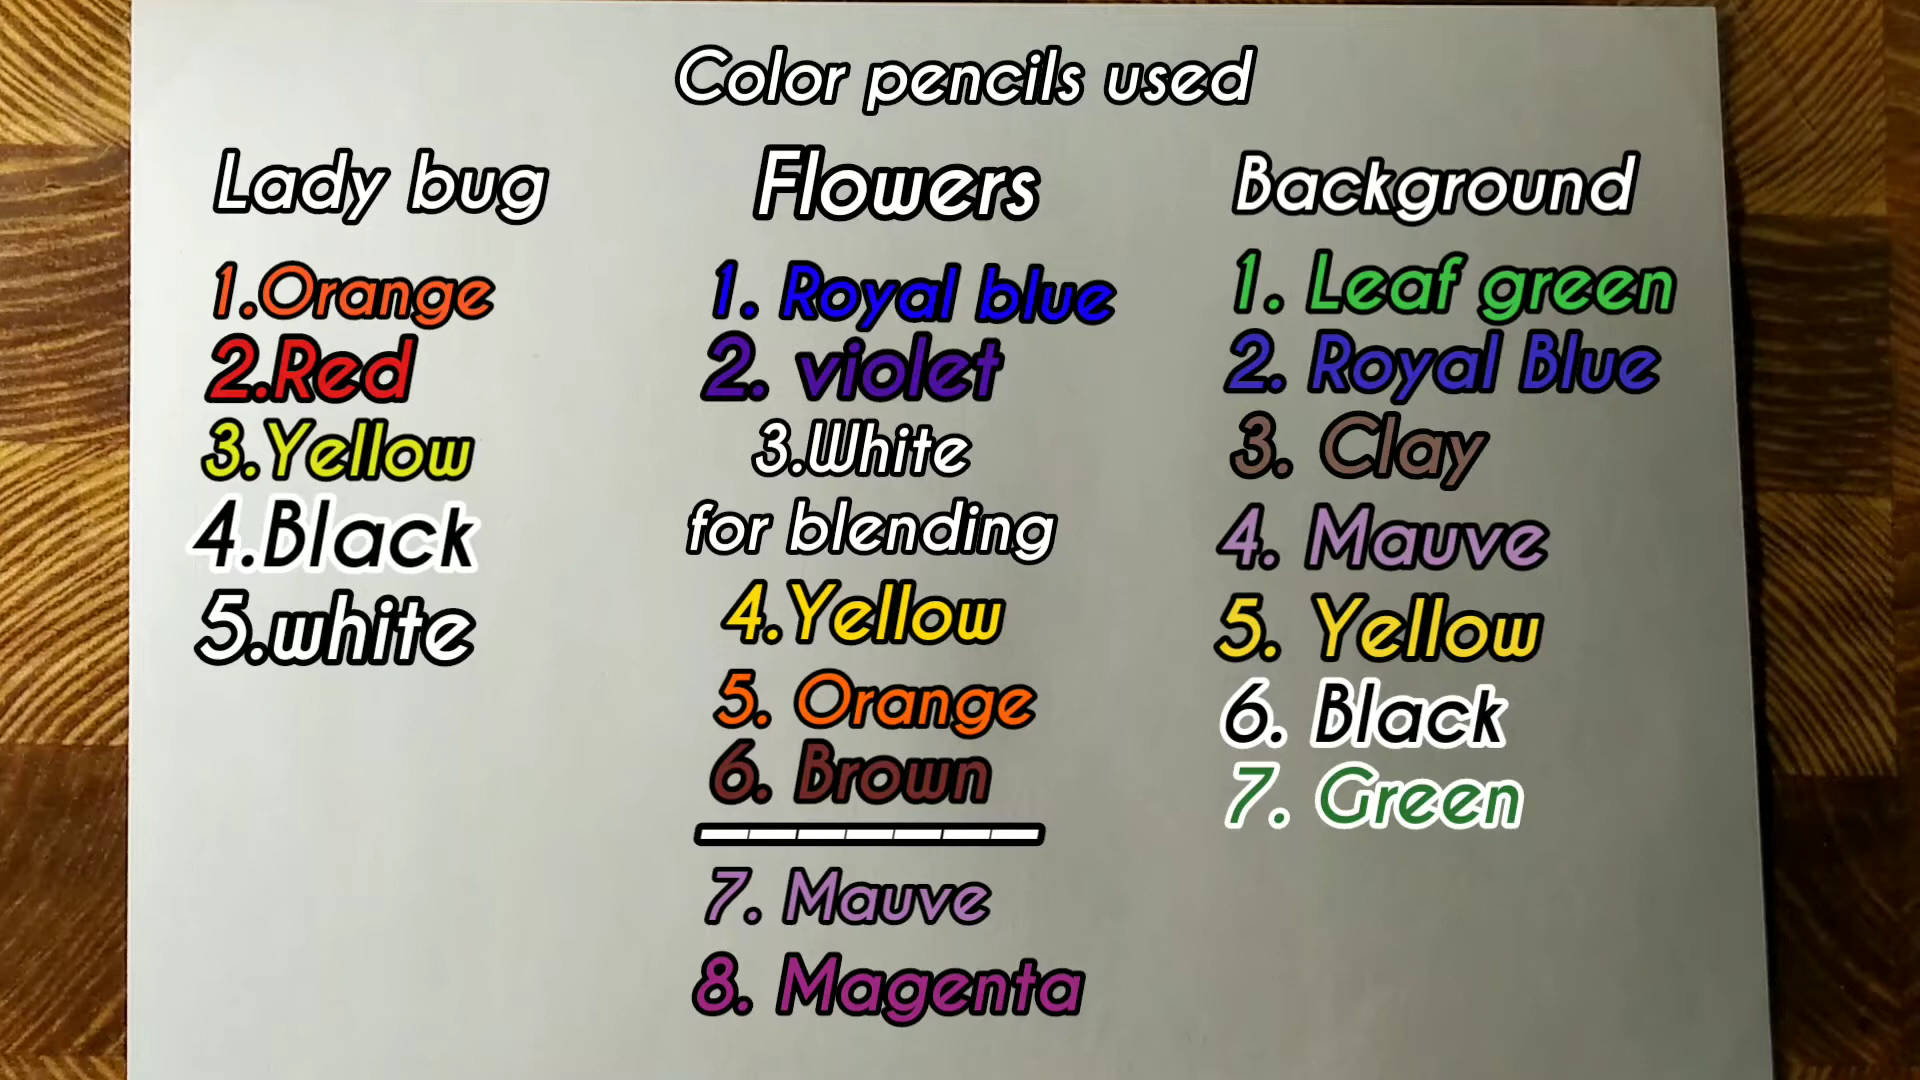 Color pencils used
Lady bug
1.Orange
2.Red
3.Yellow
4.Black
5.white
Flowers
1. Royal blue
2. violet
3.White
for blending
4.Yellow
5. Orange
6. Brown
7. Mauve
8. Magenta
Background
1. Leaf green
2. Royal Blue
3. Clay
4. Mauve
5. Yellow
6. Black
7. Green